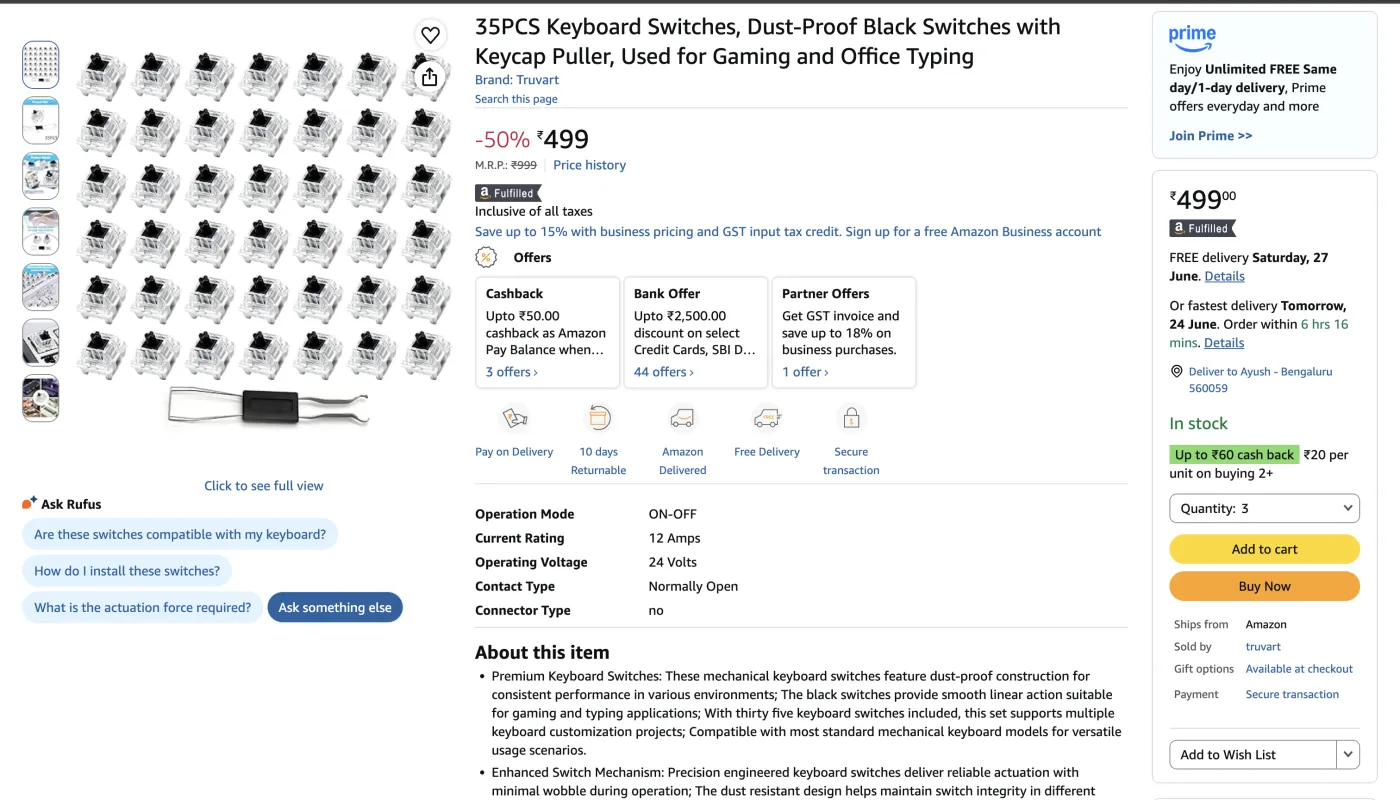 35PCS Keyboard Switches, Dust-Proof Black Switches with
Keycap Puller, Used for Gaming and Office Typing
Brand: Truvart
Search this page
-50% ₹499
M.R.P.: ₹999 Price history
a Fulfilled
Inclusive of all taxes
Save up to 15% with business pricing and GST input tax credit. Sign up for a free Amazon Business account
Offers
Cashback
Upto ₹50.00
cashback as Amazon
Pay Balance when…
3 offers ›
Bank Offer
Upto ₹2,500.00
discount on select
Credit Cards, SBI D…
44 offers ›
Partner Offers
Get GST invoice and
save up to 18% on
business purchases.
1 offer ›
Pay on Delivery
10 days
Returnable
Amazon
Delivered
Free Delivery
Secure
transaction
Operation Mode ON-OFF
Current Rating 12 Amps
Operating Voltage 24 Volts
Contact Type Normally Open
Connector Type no
About this item
• Premium Keyboard Switches: These mechanical keyboard switches feature dust-proof construction for
consistent performance in various environments; The black switches provide smooth linear action suitable
for gaming and typing applications; With thirty five keyboard switches included, this set supports multiple
keyboard customization projects; Compatible with most standard mechanical keyboard models for versatile
usage scenarios.
• Enhanced Switch Mechanism: Precision engineered keyboard switches deliver reliable actuation with
minimal wobble during operation; The dust resistant design helps maintain switch integrity in different
Click to see full view
Ask Rufus
Are these switches compatible with my keyboard?
How do I install these switches?
What is the actuation force required?
Ask something else
prime
Enjoy Unlimited FREE Same
day/1-day delivery, Prime
offers everyday and more
Join Prime >>
₹49900
a Fulfilled
FREE delivery Saturday, 27
June. Details
Or fastest delivery Tomorrow,
24 June. Order within 6 hrs 16
mins. Details
Deliver to Ayush - Bengaluru
560059
In stock
Up to ₹60 cash back ₹20 per
unit on buying 2+
Quantity: 3
Add to cart
Buy Now
Ships from Amazon
Sold by truvart
Gift options Available at checkout
Payment Secure transaction
Add to Wish List